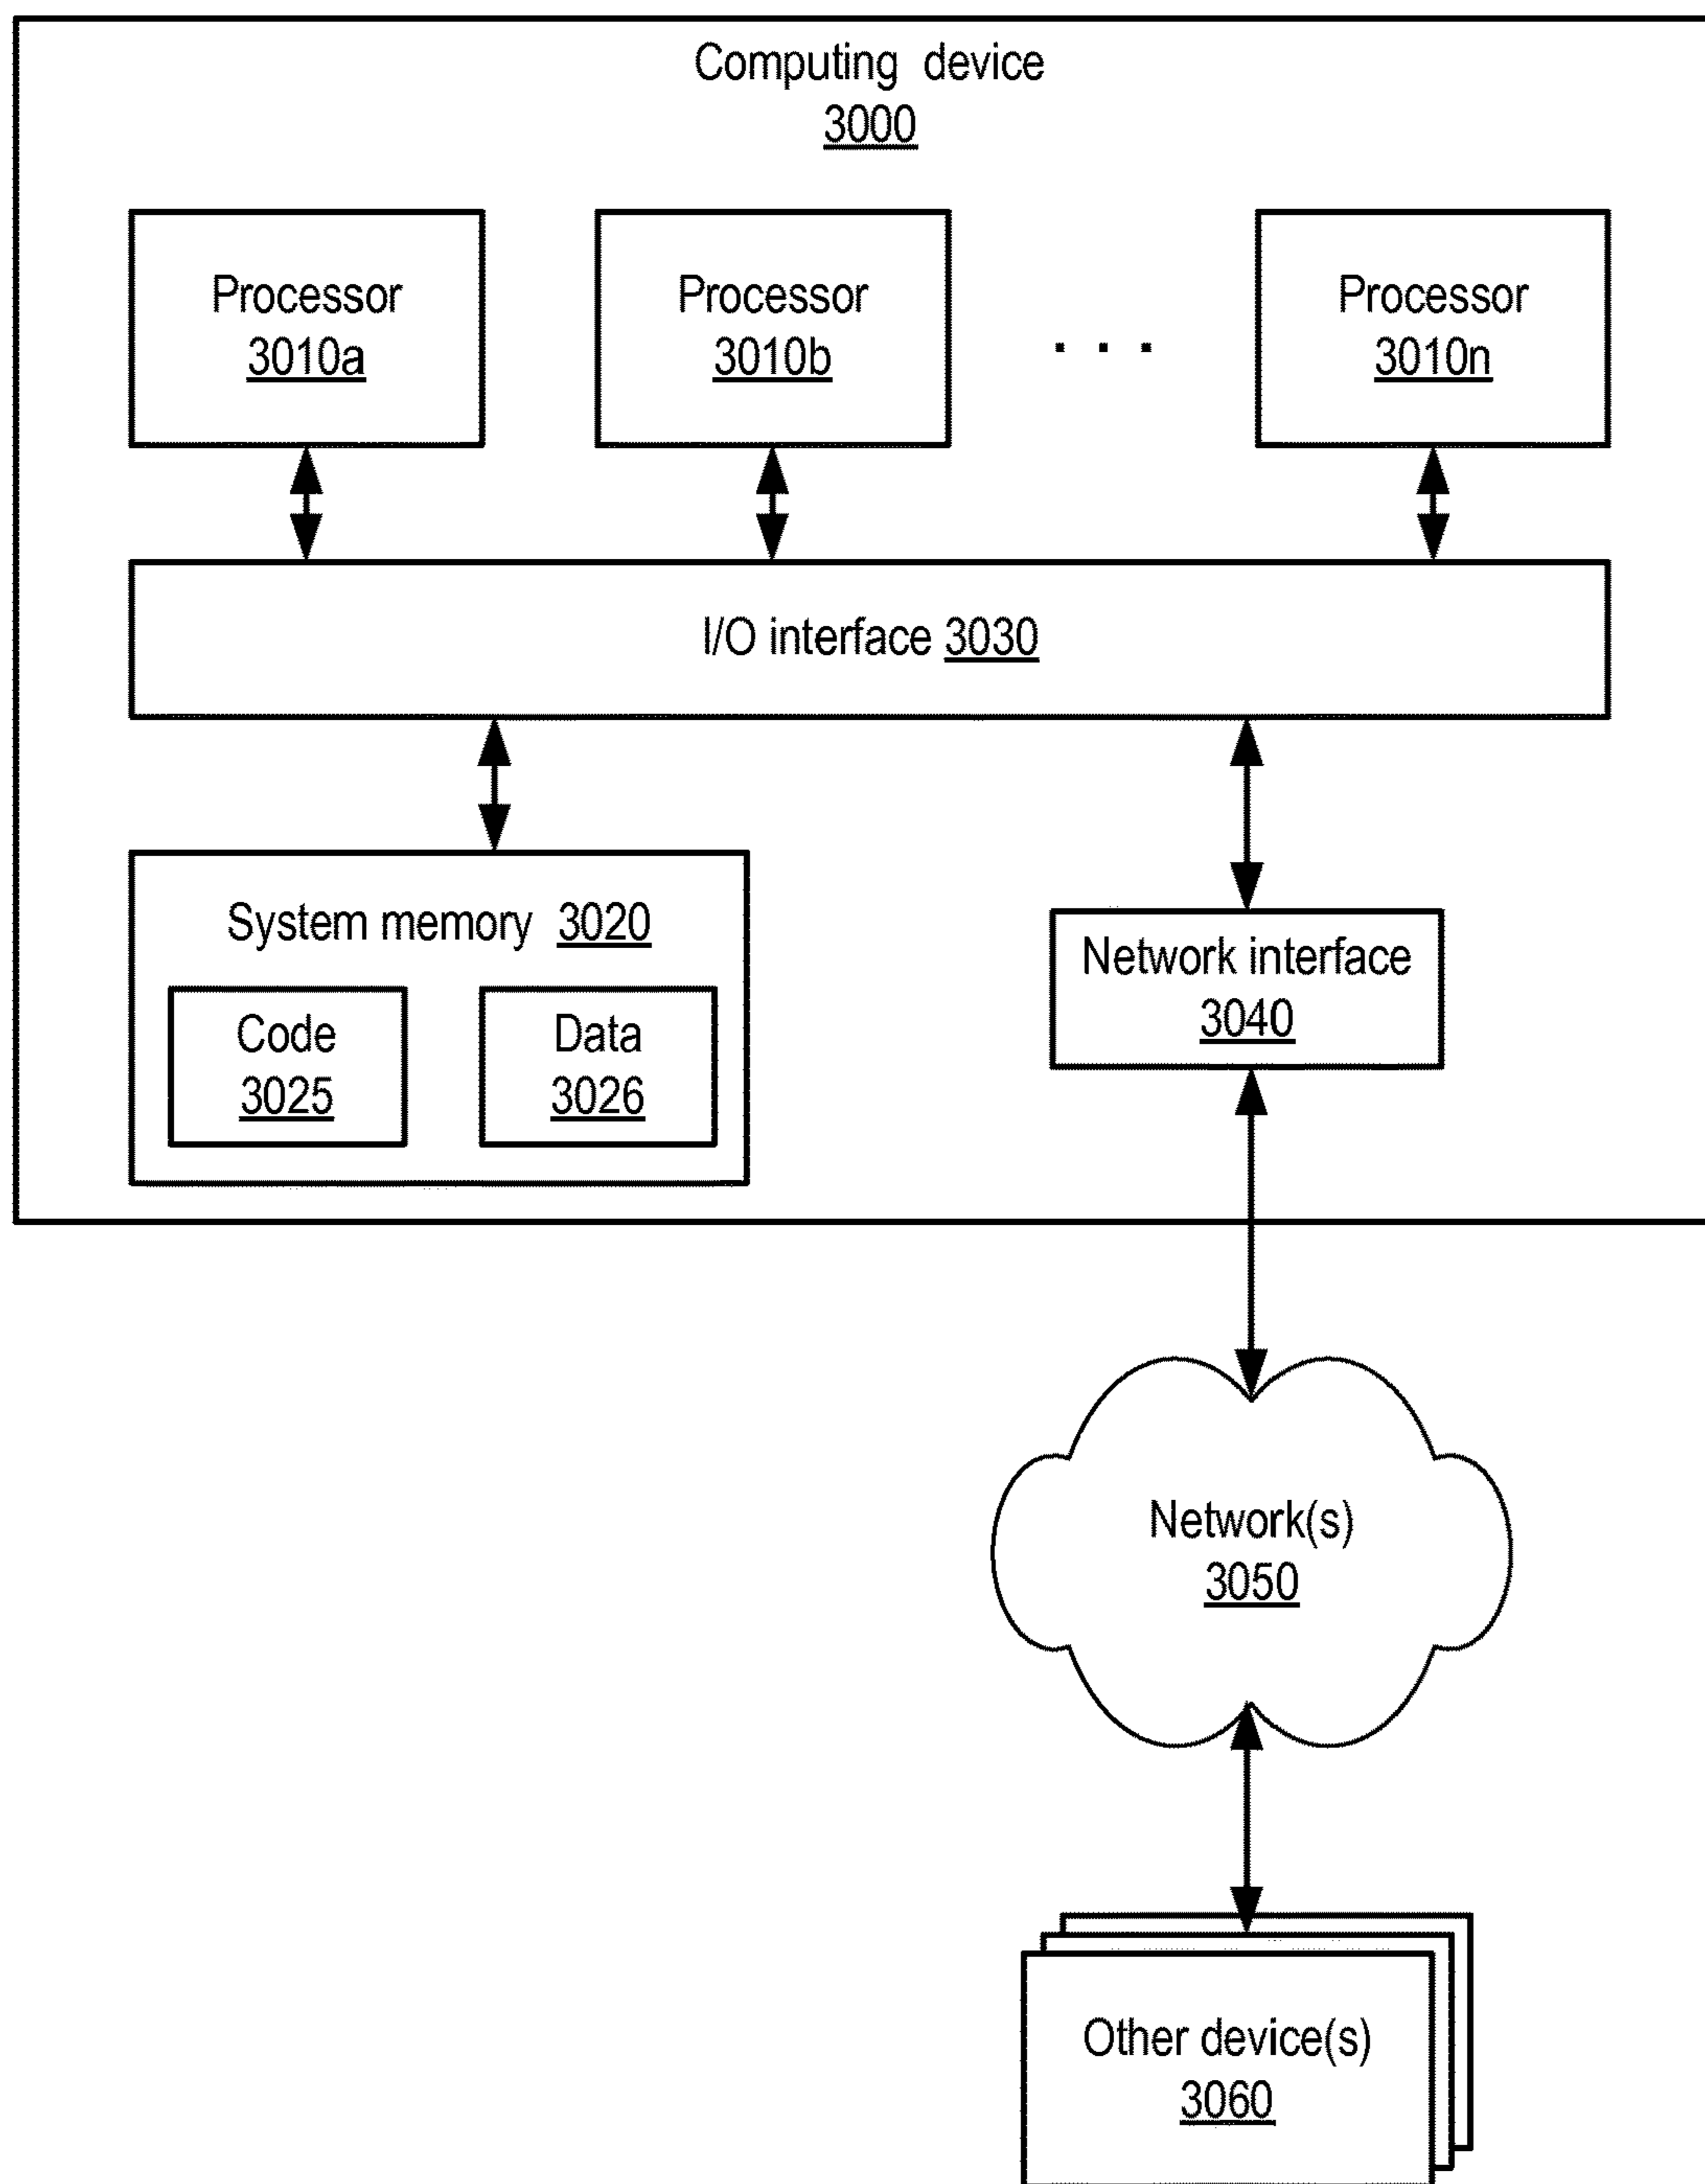 Computing device
3000
Processor
3010a
Processor
3010b
. . .
Processor
3010n
I/O interface 3030
System memory 3020
Code
3025
Data
3026
Network interface
3040
Network(s)
3050
Other device(s)
3060